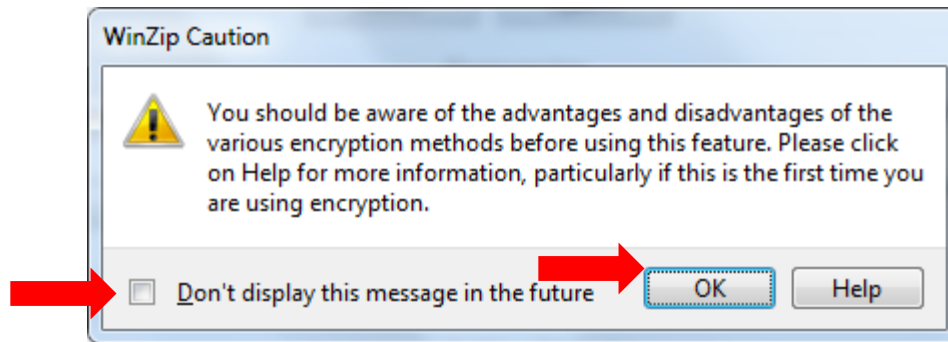 WinZip Caution
You should be aware of the advantages and disadvantages of the
various encryption methods before using this feature. Please click
on Help for more information, particularly if this is the first time you
are using encryption.
Don't display this message in the future OK Help